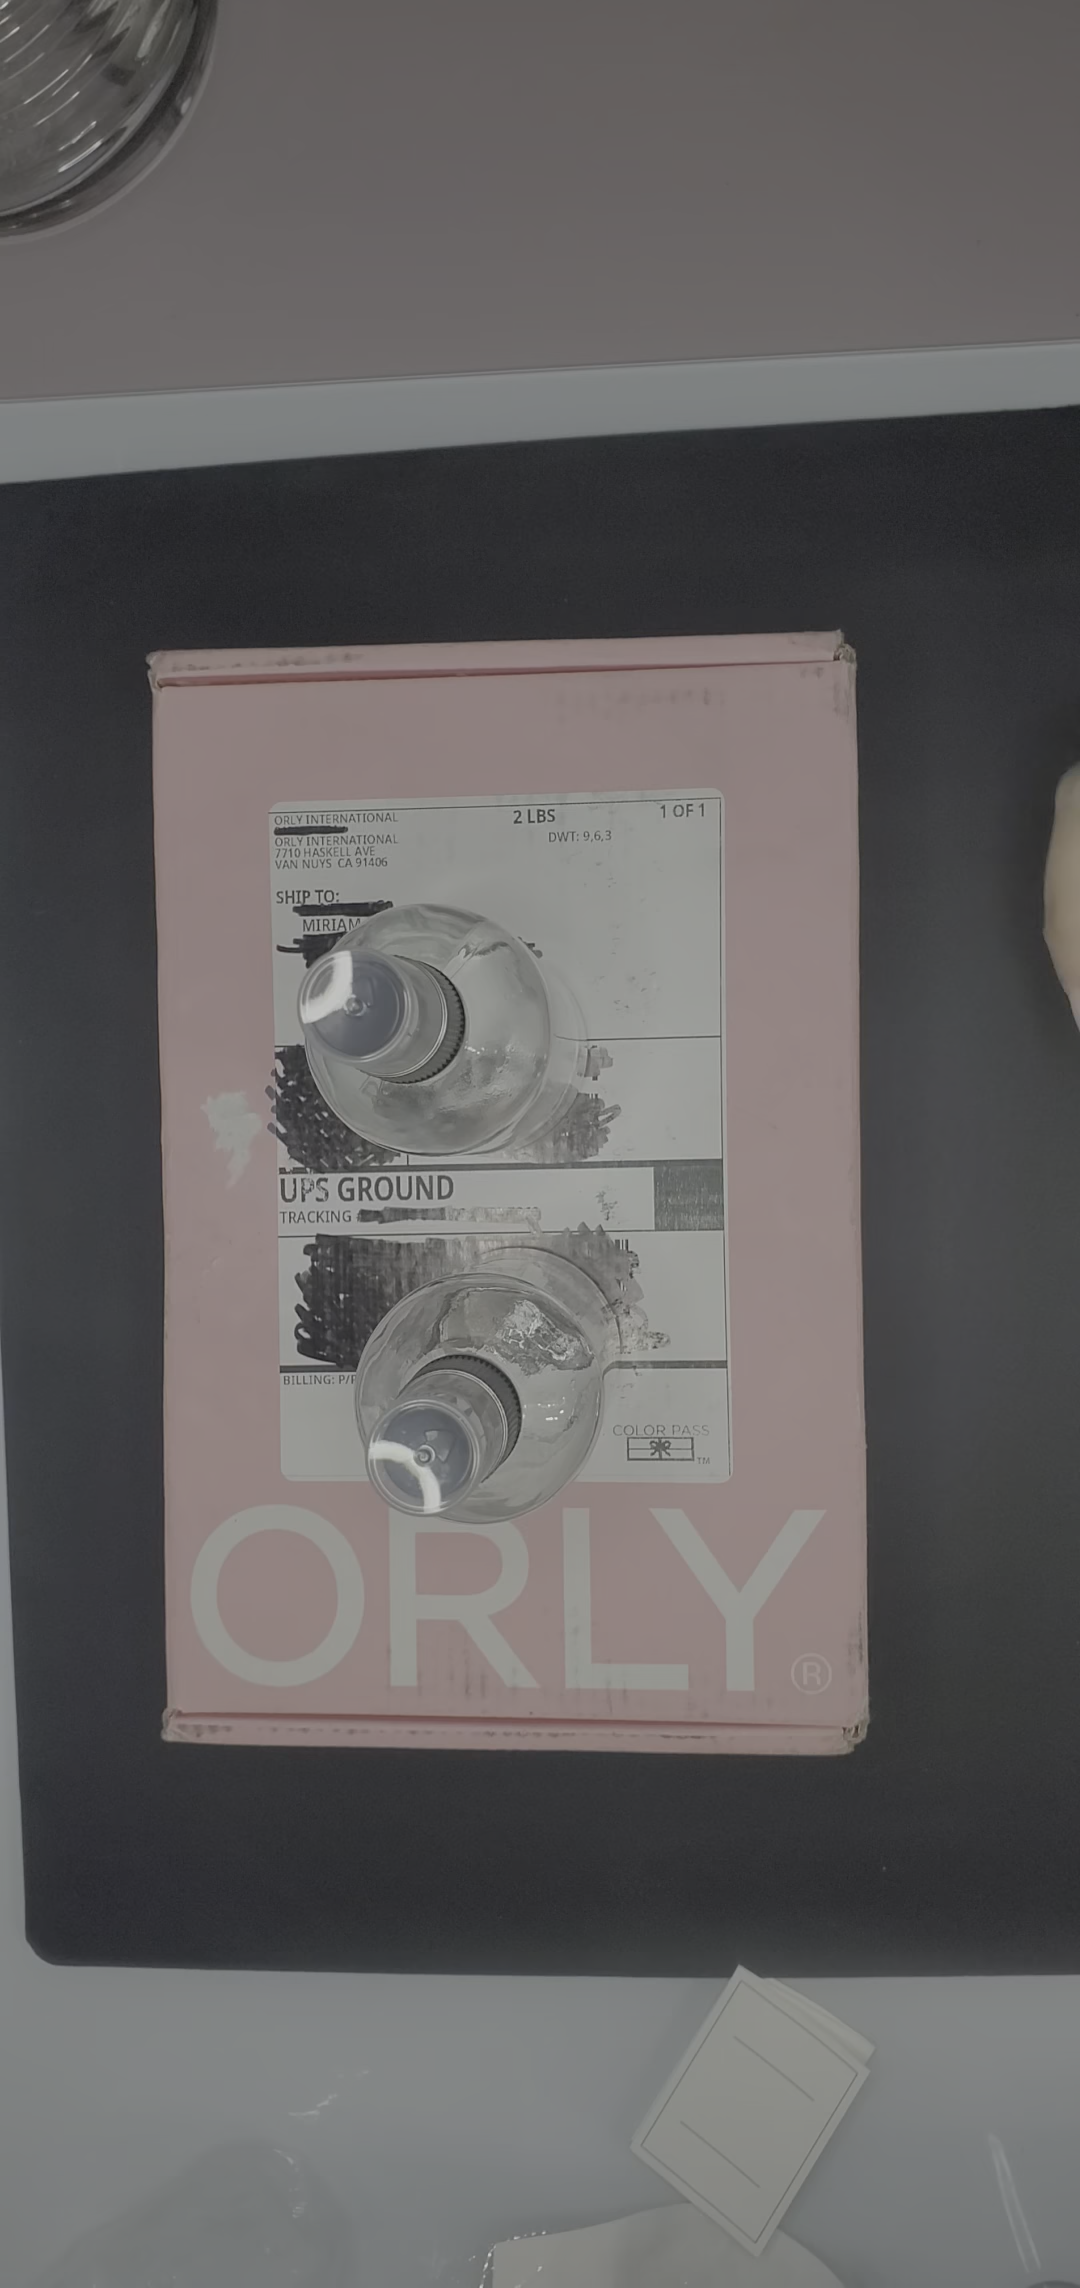 ORLY INTERNATIONAL
2 LBS
1 OF 1
DWT: 9,6,3
ORLY INTERNATIONAL
7710 HASKELL AVE
VAN NUYS CA 91406
SHIP TO:
MIRIAM
UPS GROUND
TRACKING
BILLING: P/P
COLOR PASS
TM
ORLY®